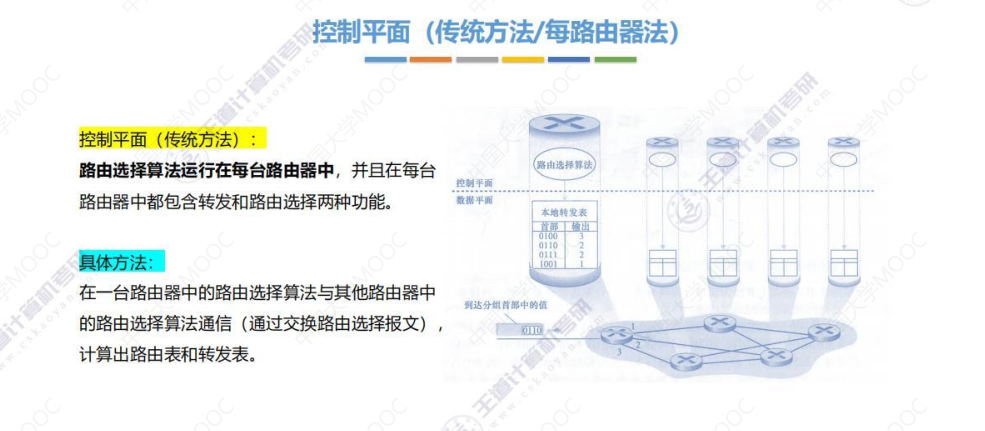 控制平面（传统方法/每路由器法）
控制平面（传统方法）：
路由选择算法运行在每台路由器中，并且在每台
路由器中都包含转发和路由选择两种功能。
具体方法：
在一台路由器中的路由选择算法与其他路由器中
的路由选择算法通信（通过交换路由选择报文），
计算出路由表和转发表。
路由选择算法
控制平面
数据平面
本地转发表
首部 输出
0100 3
0110 2
0111 2
1001 1
到达分组首部中的值
0110
1
2
3
王道计算机考研
www.cskaoyan.com
中国大学MOOC